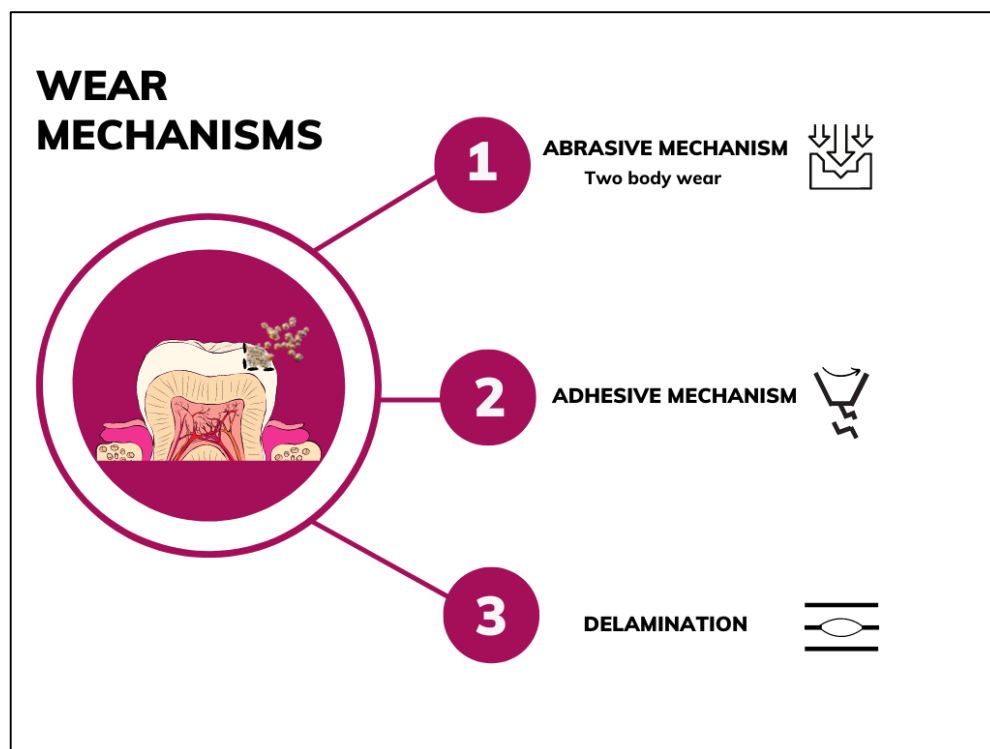 WEAR
MECHANISMS
1
ABRASIVE MECHANISM
Two body wear
2
ADHESIVE MECHANISM
3
DELAMINATION